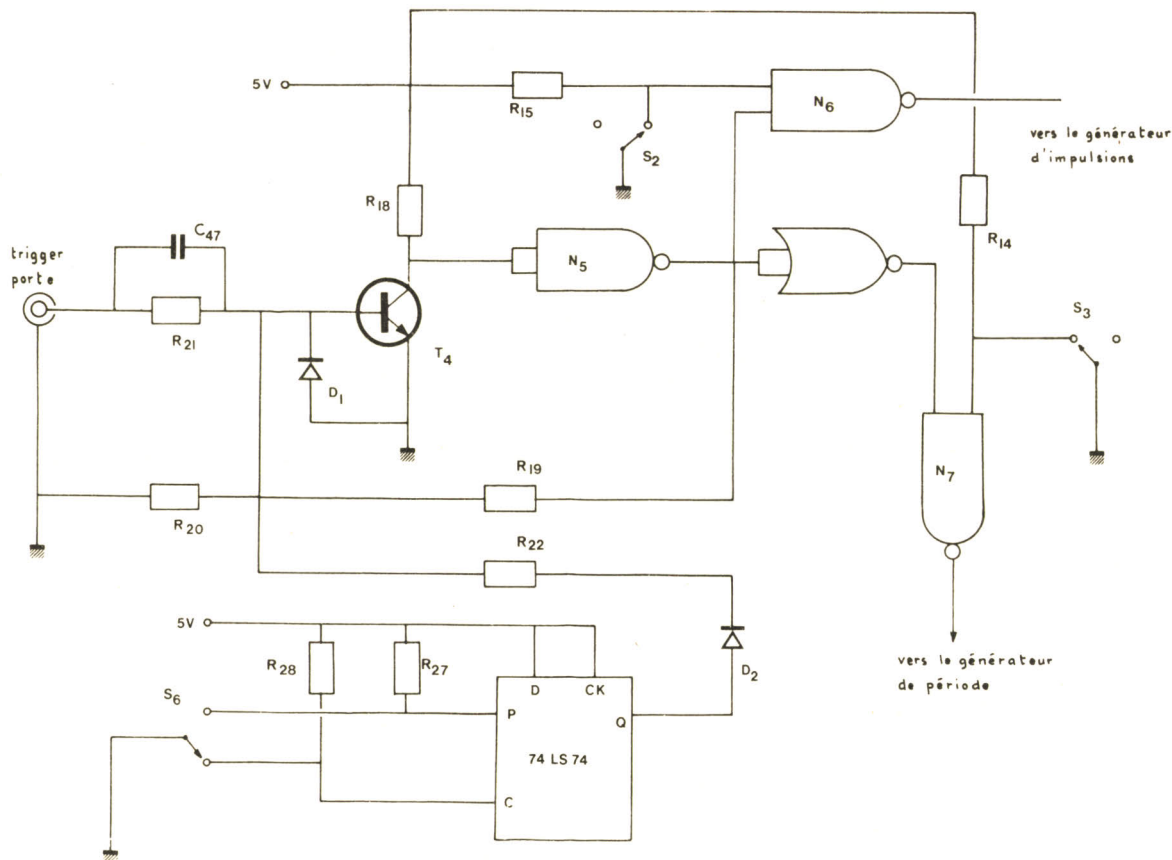 5V
R15
N6
S2
vers le générateur
d'impulsions
R18
R14
C47
trigger
porte
N5
R21
S3
T4
D1
N7
R19
R20
R22
5V
R28
R27
D
CK
D2
vers le générateur
de période
S6
P
Q
74 LS 74
C